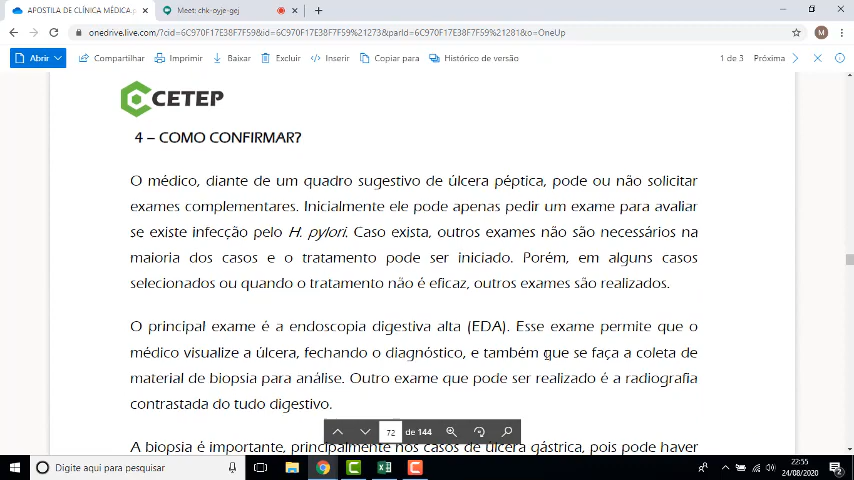 APOSTILA DE CLÍNICA MÉDICA.p
Meet: chk-oyje-gej
onedrive.live.com/?cid=6C970F17E38F7F59&id=6C970F17E38F7F59%21273&parId=6C970F17E38F7F59%21281&o=OneUp
M
Abrir
Compartilhar
Imprimir
Baixar
Excluir
Inserir
Copiar para
Histórico de versão
1 de 3
Próxima
CETEP
4 – COMO CONFIRMAR?
O médico, diante de um quadro sugestivo de úlcera péptica, pode ou não solicitar
exames complementares. Inicialmente ele pode apenas pedir um exame para avaliar
se existe infecção pelo H. pylori. Caso exista, outros exames não são necessários na
maioria dos casos e o tratamento pode ser iniciado. Porém, em alguns casos
selecionados ou quando o tratamento não é eficaz, outros exames são realizados.
O principal exame é a endoscopia digestiva alta (EDA). Esse exame permite que o
médico visualize a úlcera, fechando o diagnóstico, e também que se faça a coleta de
material de biopsia para análise. Outro exame que pode ser realizado é a radiografia
contrastada do tudo digestivo.
72 de 144
A biopsia é importante, principalmente nos casos de úlcera gástrica, pois pode haver
Digite aqui para pesquisar
22:55
24/08/2020
2